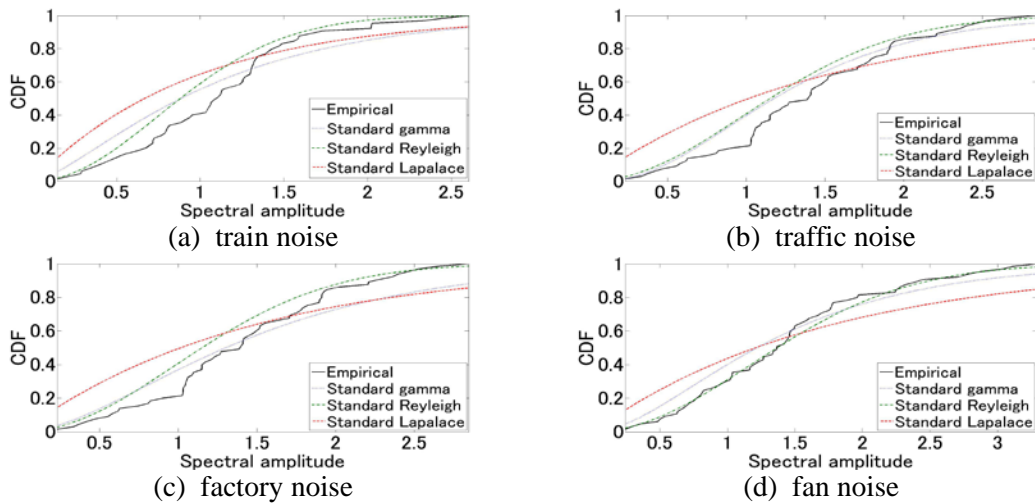 1
0.8
0.6
0.4
0.2
0
CDF
0.5 1 1.5 2 2.5
Spectral amplitude
Empirical
Standard gamma
Standard Reyleigh
Standard Lapalace
(a) train noise
1
0.8
0.6
0.4
0.2
0
CDF
0.5 1 1.5 2 2.5
Spectral amplitude
Empirical
Standard gamma
Standard Reyleigh
Standard Lapalace
(b) traffic noise
1
0.8
0.6
0.4
0.2
0
CDF
0.5 1 1.5 2 2.5
Spectral amplitude
Empirical
Standard gamma
Standard Reyleigh
Standard Lapalace
(c) factory noise
1
0.8
0.6
0.4
0.2
0
CDF
0.5 1 1.5 2 2.5 3
Spectral amplitude
Empirical
Standard gamma
Standard Reyleigh
Standard Lapalace
(d) fan noise